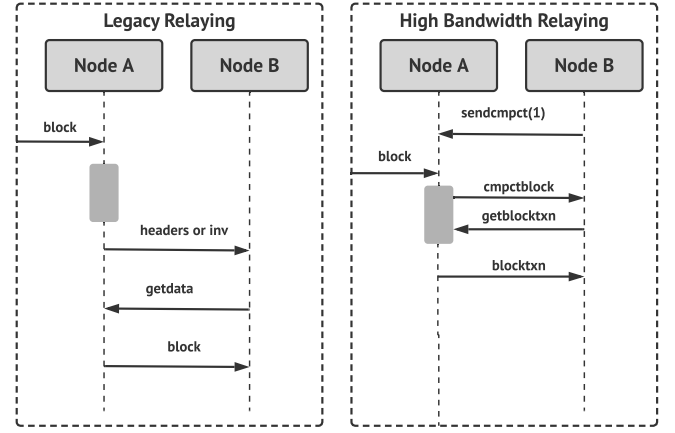 Legacy Relaying
Node A
Node B
block
headers or inv
getdata
block
High Bandwidth Relaying
Node A
Node B
sendcmpct(1)
block
cmpctblock
getblocktxn
blocktxn